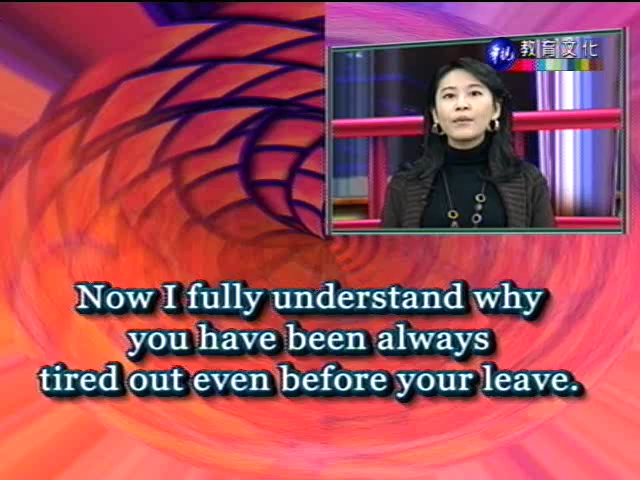 華視 教育文化
Now I fully understand why
you have been always
tired out even before your leave.